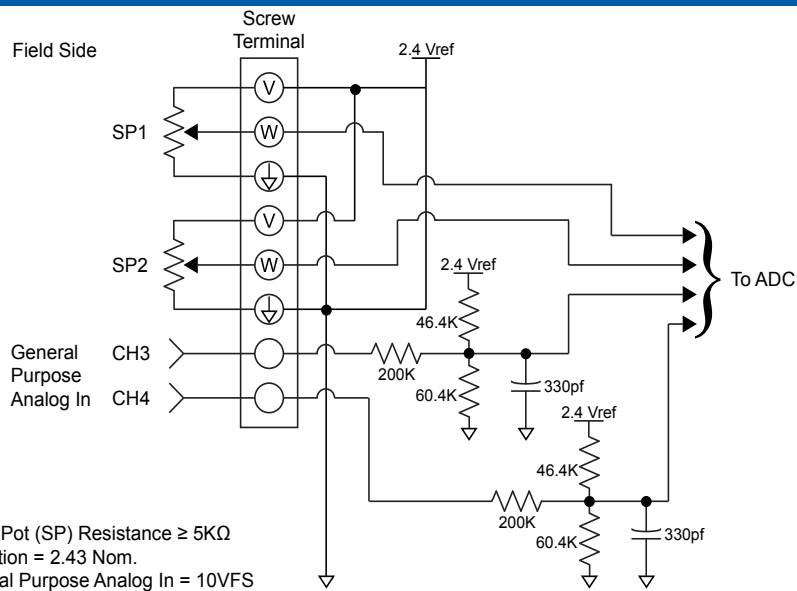 Screw
Terminal
Field Side
2.4 Vref
V
SP1
W
V
SP2
W
2.4 Vref
To ADC
46.4K
General
Purpose
Analog In
CH3
200K
60.4K
330pf
CH4
2.4 Vref
46.4K
200K
60.4K
330pf
Pot (SP) Resistance ≥ 5KΩ
= 2.43 Nom.
Purpose Analog In = 10VFS